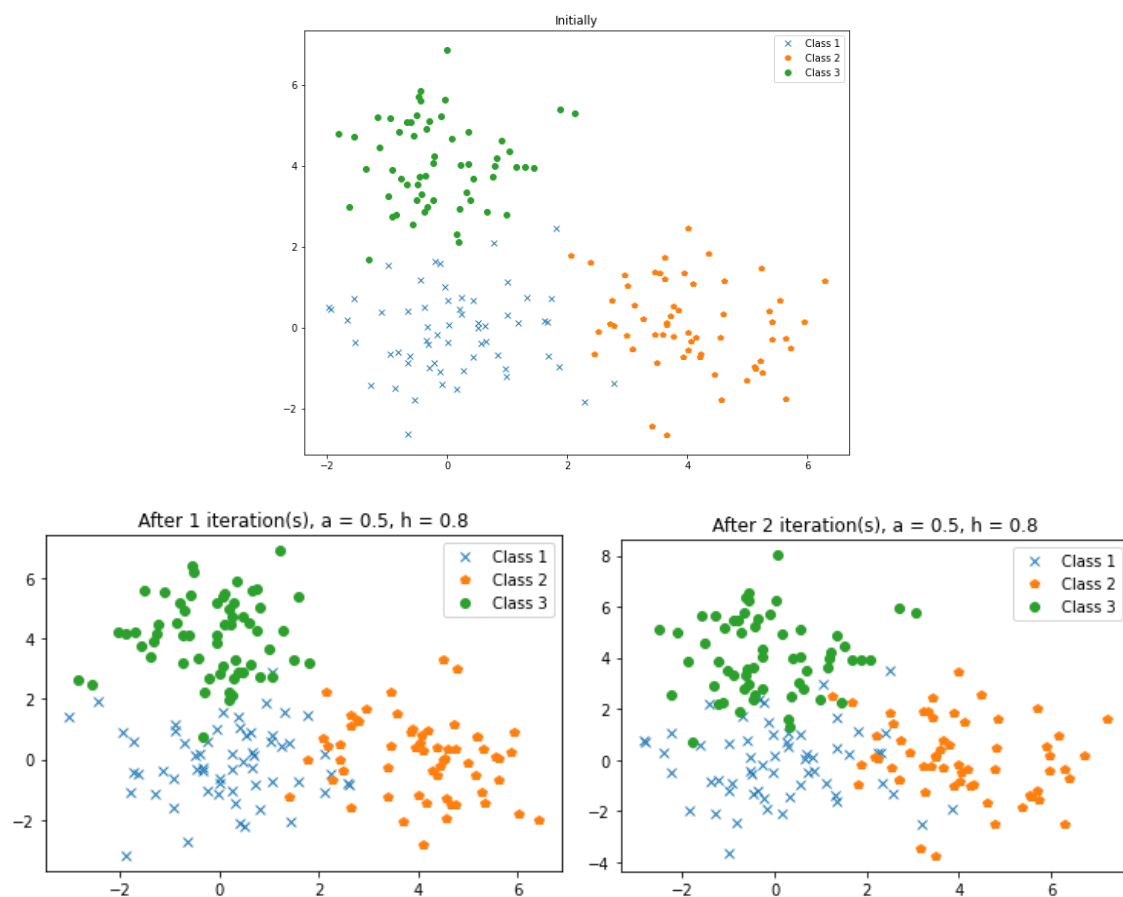 Initially
Class 1
Class 2
Class 3
6
4
2
0
−2
−2
0
2
4
6
After 1 iteration(s), a = 0.5, h = 0.8
Class 1
Class 2
Class 3
6
4
2
0
−2
−2
0
2
4
6
After 2 iteration(s), a = 0.5, h = 0.8
Class 1
Class 2
Class 3
8
6
4
2
0
−2
−4
−2
0
2
4
6